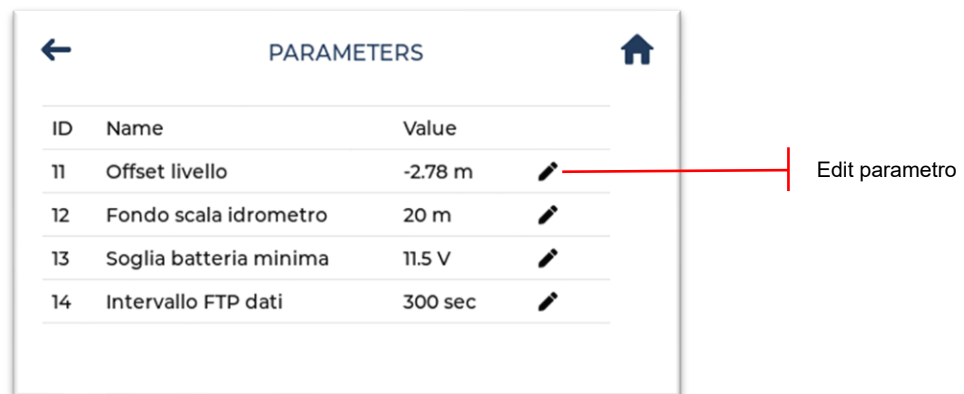 PARAMETERS
ID Name Value
11 Offset livello -2.78 m
Edit parametro
12 Fondo scala idrometro 20 m
13 Soglia batteria minima 11.5 V
14 Intervallo FTP dati 300 sec